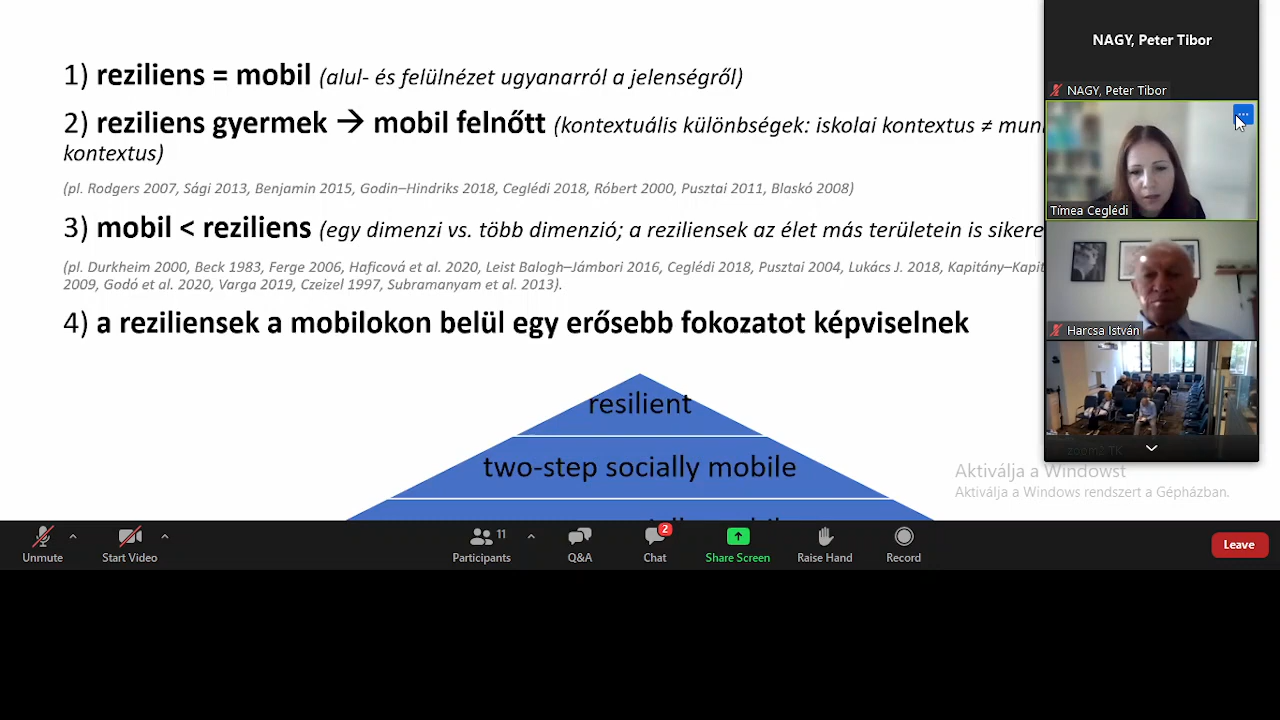 1) reziliens = mobil (alul- és felülnézet ugyanarról a jelenségről)
2) reziliens gyermek → mobil felnőtt (kontextuális különbségek: iskolai kontextus ≠
kontextus)
(pl. Rodgers 2007, Sági 2013, Benjamin 2015, Godin–Hindriks 2018, Ceglédi 2018, Róbert 2000, Pusztai 2011, Blaskó 2008)
3) mobil < reziliens (egy dimenzi vs. több dimenzió; a reziliensek az élet más területein is
(pl. Durkheim 2000, Beck 1983, Ferge 2006, Haficová et al. 2020, Leist Balogh–Jámbori 2016, Ceglédi 2018, Pusztai 2004, Lukács J. 2018,
2009, Godó et al. 2020, Varga 2019, Czeizel 1997, Subramanyam et al. 2013).
4) a reziliensek a mobilokon belül egy erősebb fokozatot képviselnek
resilient
two-step socially mobile
NAGY, Peter Tibor
NAGY, Peter Tibor
Tímea Ceglédi
Harcsa István
Aktiválja a Windowst
Aktiválja a Windows rendszert a Gépházban.
Unmute
Start Video
11
Participants
Q&A
2
Chat
Share Screen
Raise Hand
Record
Leave